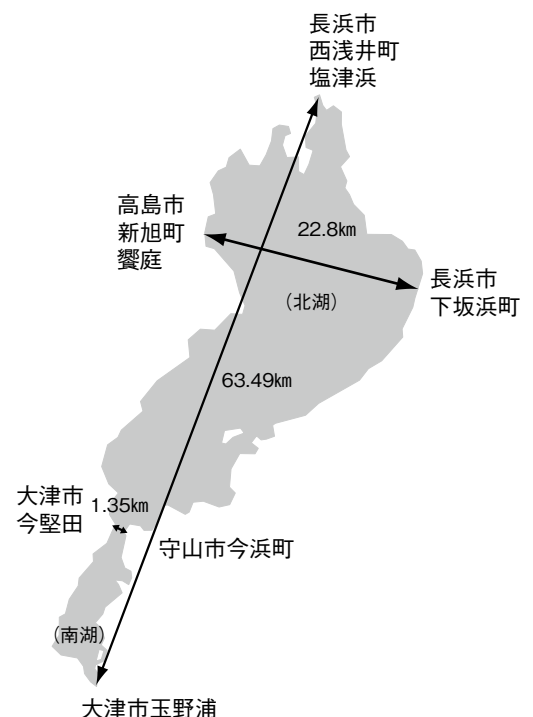 長浜市
西浅井町
塩津浜
高島市
新旭町
饗庭
22.8㎞
長浜市
下坂浜町
（北湖）
63.49㎞
大津市
今堅田
1.35㎞
守山市今浜町
（南湖）
大津市玉野浦